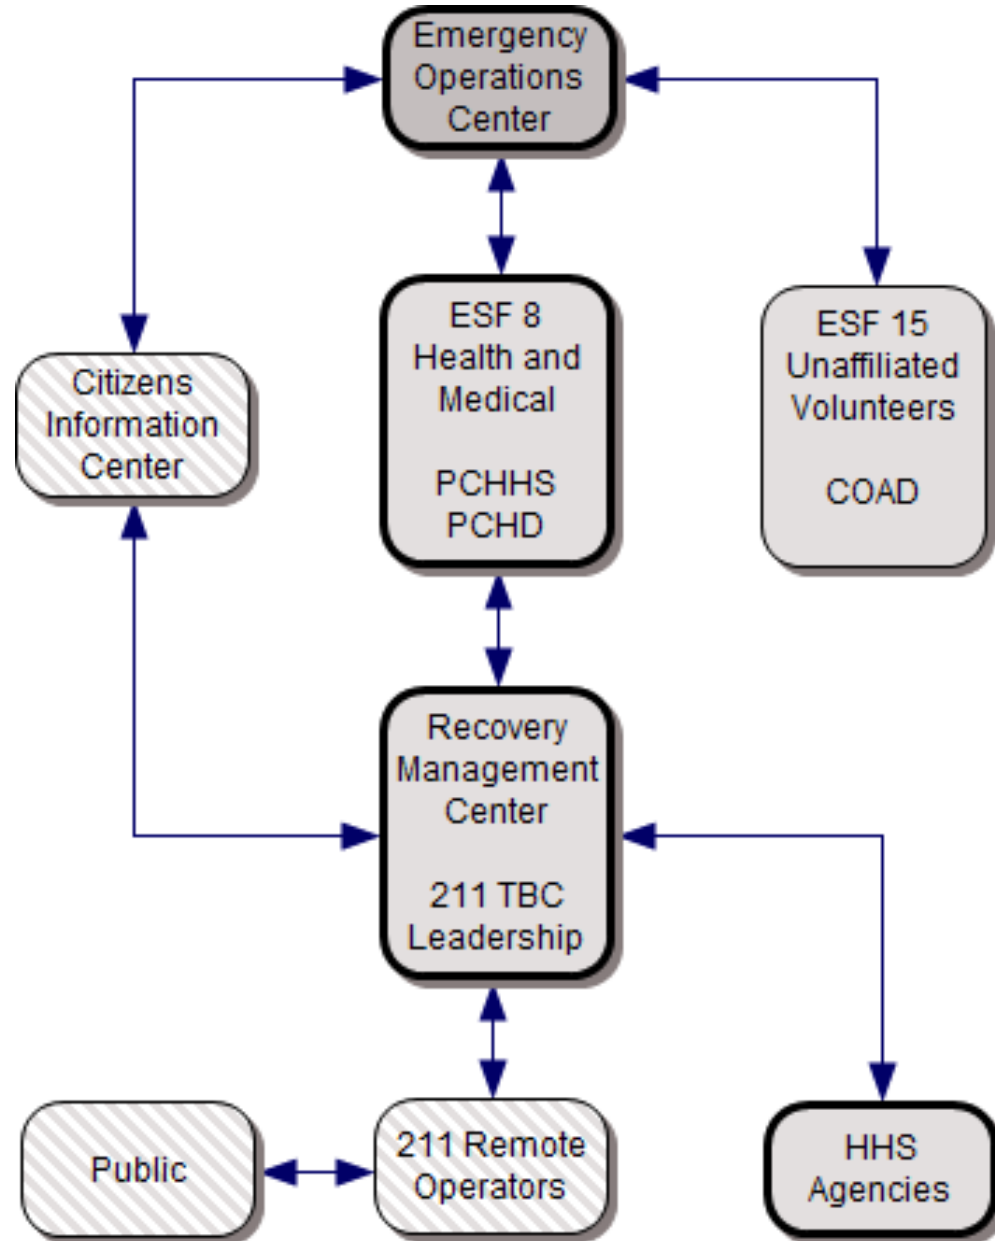 Emergency
Operations
Center
ESF 8
Health and
Medical
PCHHS
PCHD
ESF 15
Unaffiliated
Volunteers
COAD
Citizens
Information
Center
Recovery
Management
Center
211 TBC
Leadership
Public
211 Remote
Operators
HHS
Agencies